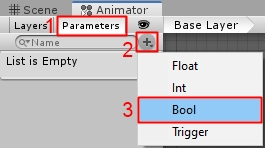 Scene Animator
Layers 1 Parameters Base Layer
2
Name
List is Empty
Float
Int
3 Bool
Trigger